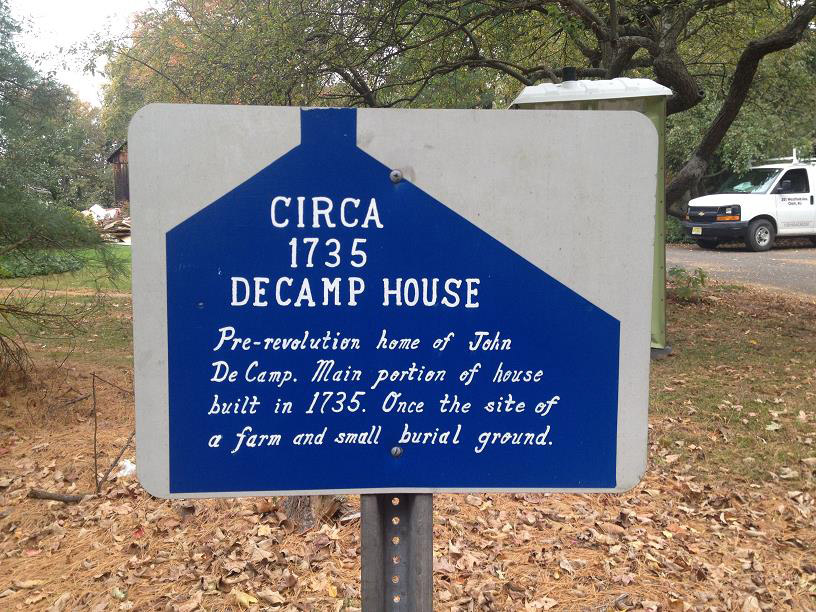 CIRCA
1735
DECAMP HOUSE
Pre-revolution home of John
De Camp. Main portion of house
built in 1735. Once the site of
a farm and small burial ground.